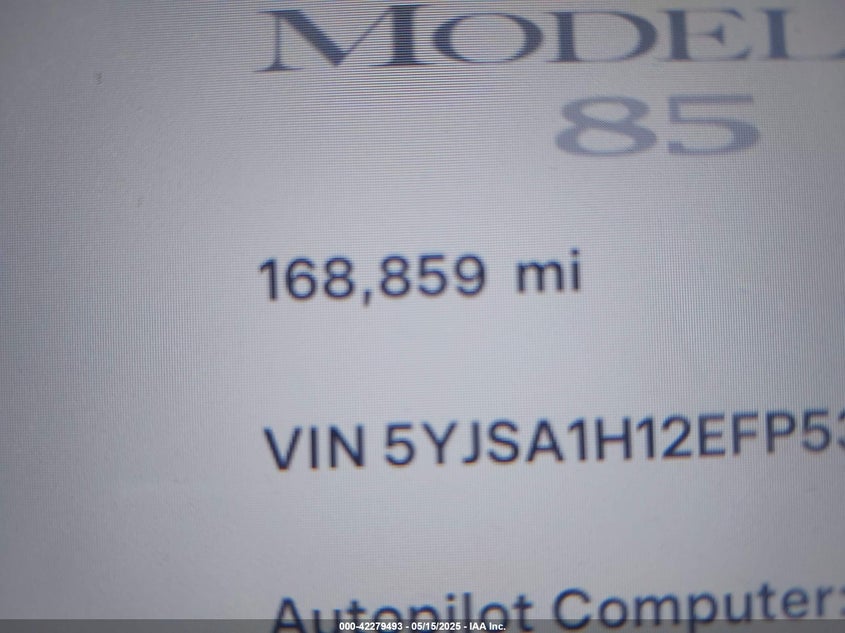 MODEL
85
168,859 mi
VIN 5YJSA1H12EFP53
Autopilot Computer:
000-42279493 - 05/15/2025 - IAA Inc.